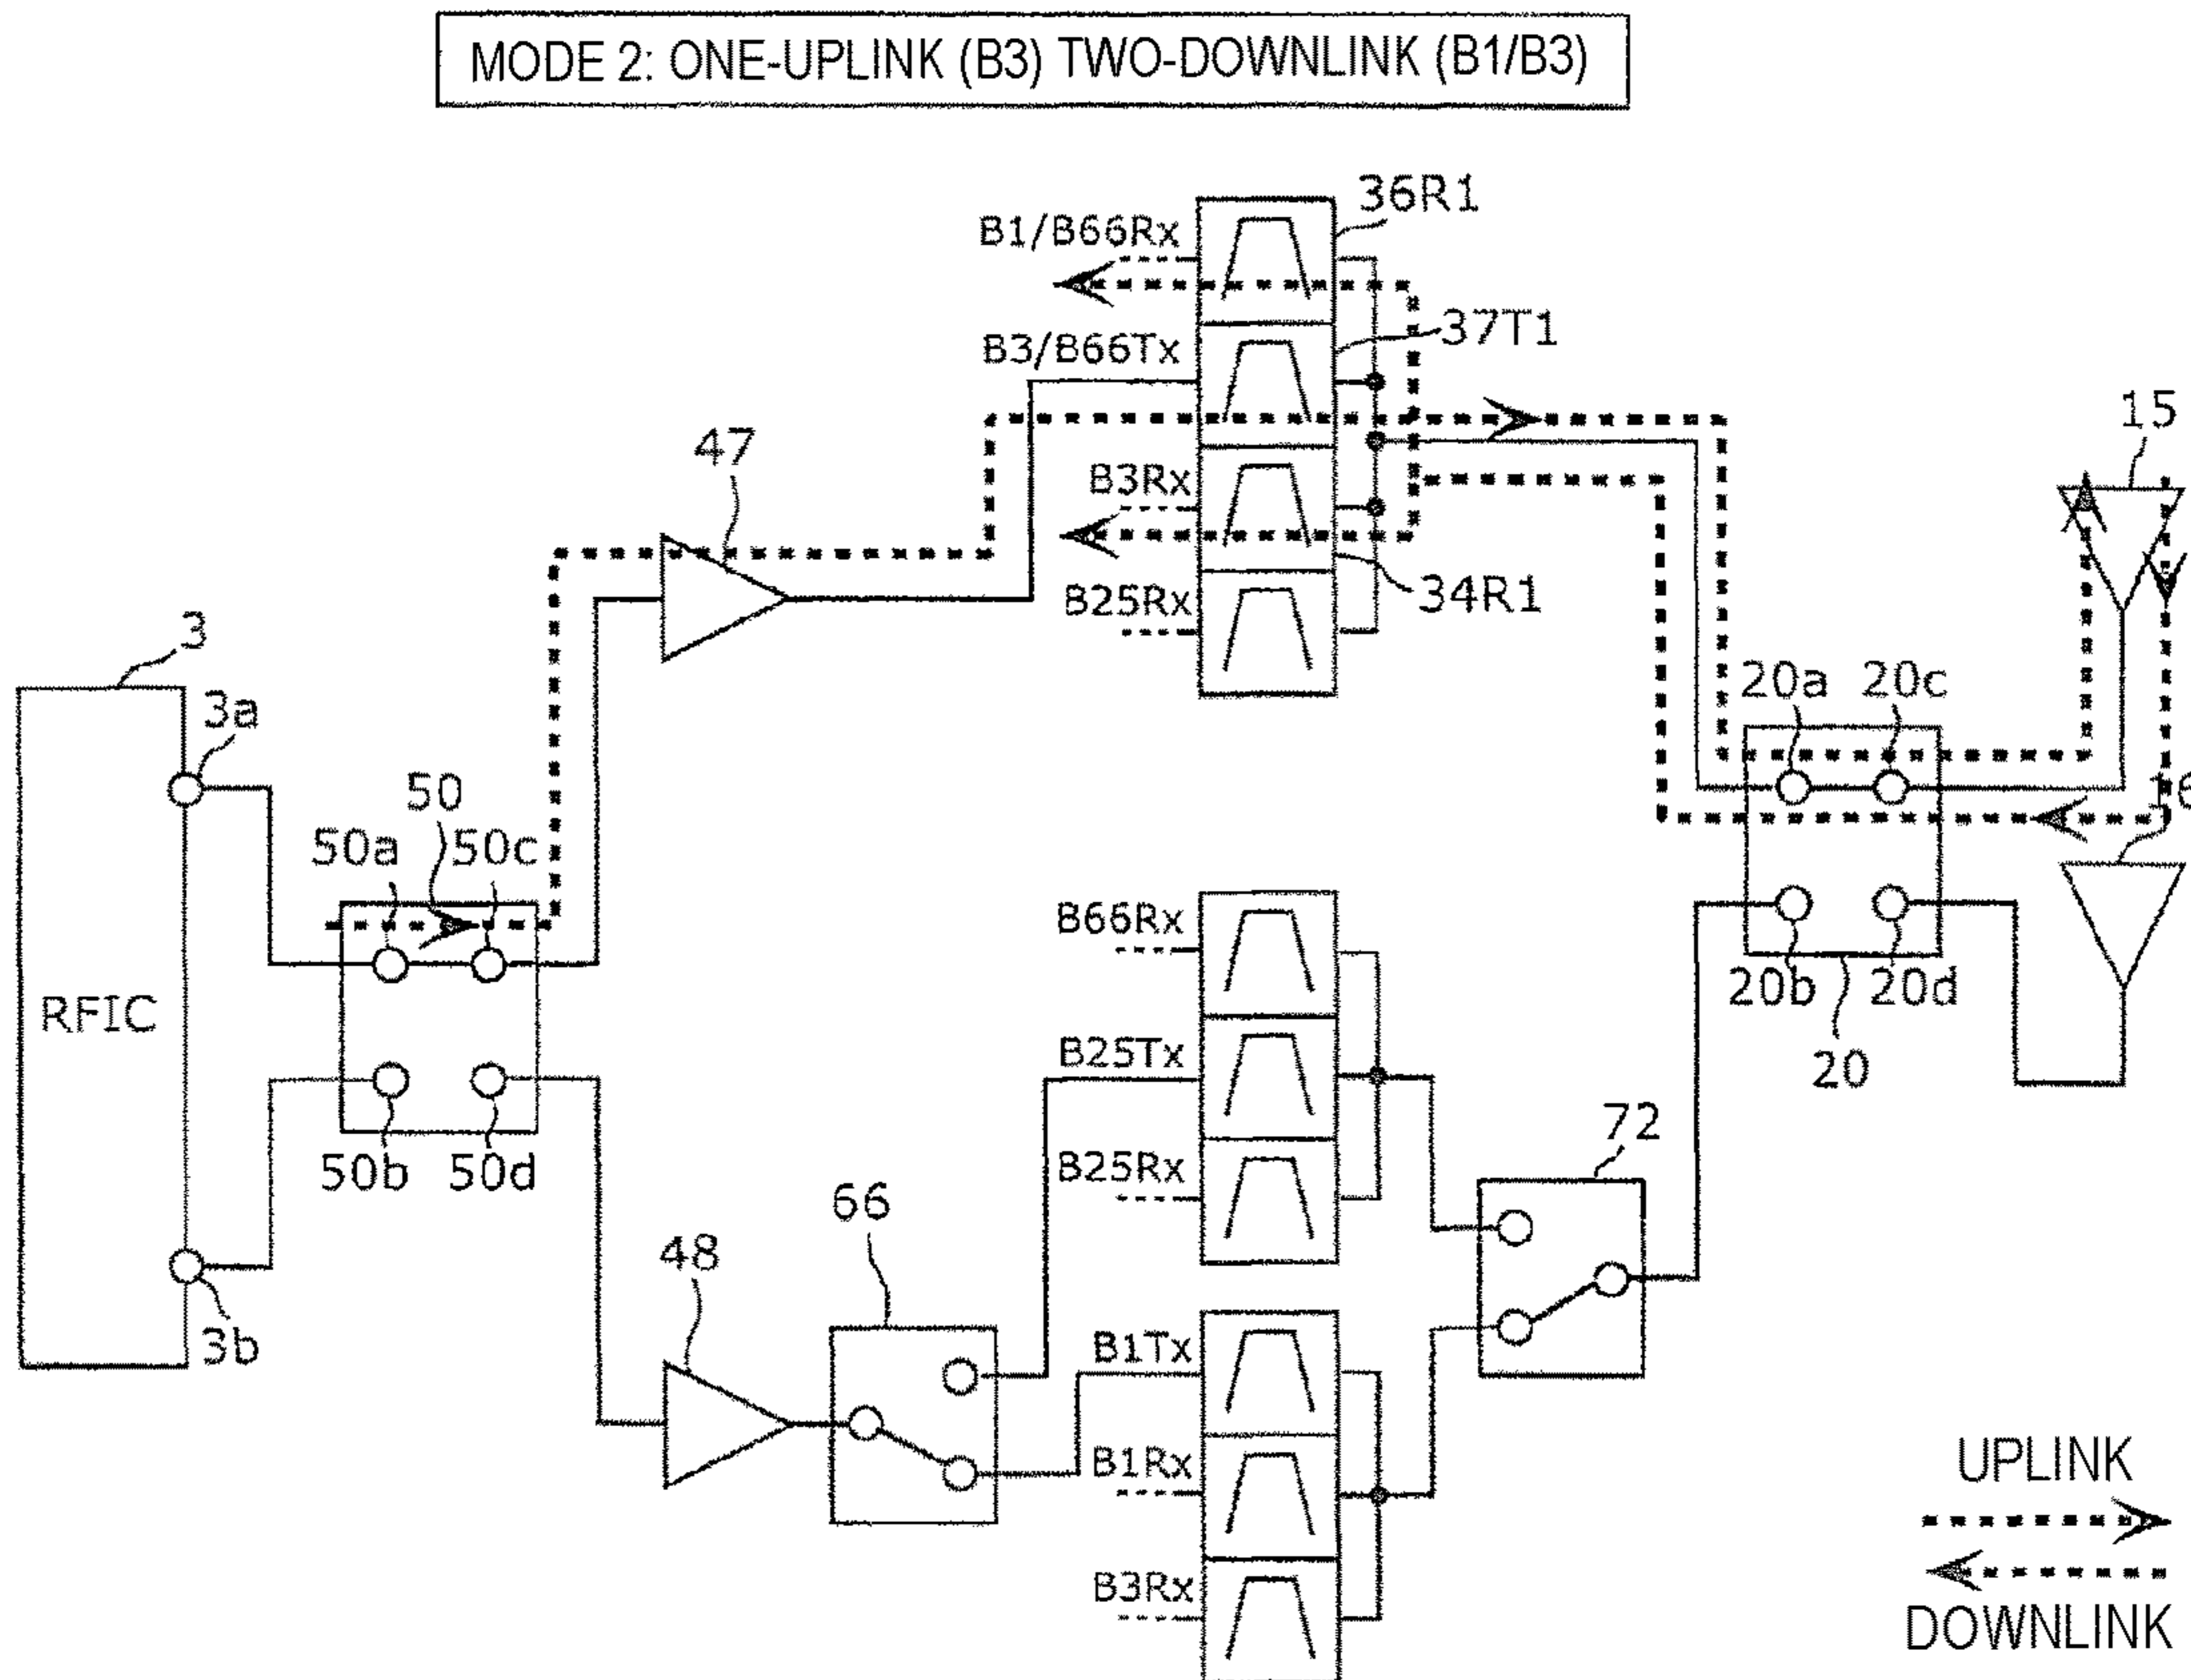 MODE 2: ONE-UPLINK (B3) TWO-DOWNLINK (B1/B3)
36R1
B1/B66Rx
37T1
B3/B66Tx
15
47
B3Rx
34R1
B25Rx
3
3a
20a
20c
16
50
50a
50c
B66Rx
RFIC
20b
20d
B25Tx
20
72
50b
50d
B25Rx
66
48
3b
B1Tx
UPLINK
B1Rx
B3Rx
DOWNLINK